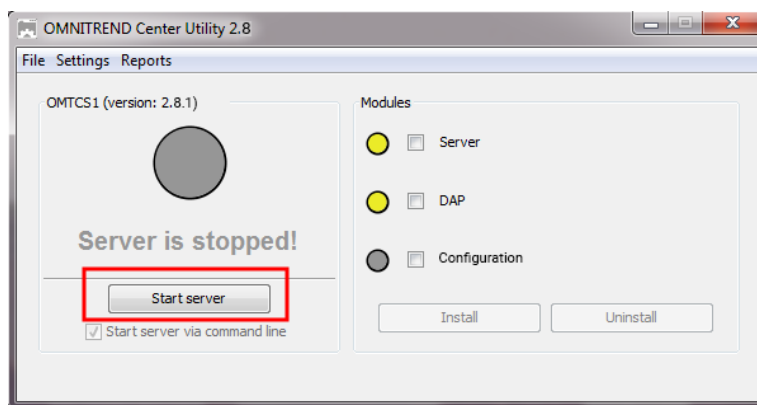 OMNITREND Center Utility 2.8
File Settings Reports
OMTCS1 (version: 2.8.1)
Server is stopped!
Start server
Start server via command line
Modules
Server
DAP
Configuration
Install Uninstall